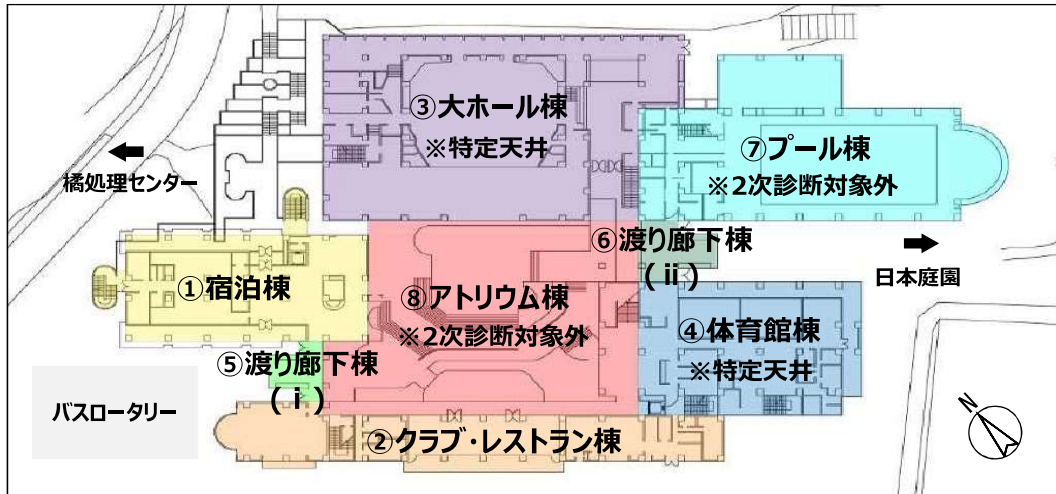 ③大ホール棟
※特定天井
⑦プール棟
※2次診断対象外
橘処理センター
⑥渡り廊下棟
(ⅱ)
日本庭園
①宿泊棟
⑧アトリウム棟
※2次診断対象外
④体育館棟
※特定天井
⑤渡り廊下棟
(ⅰ)
バスロータリー
②クラブ・レストラン棟
N